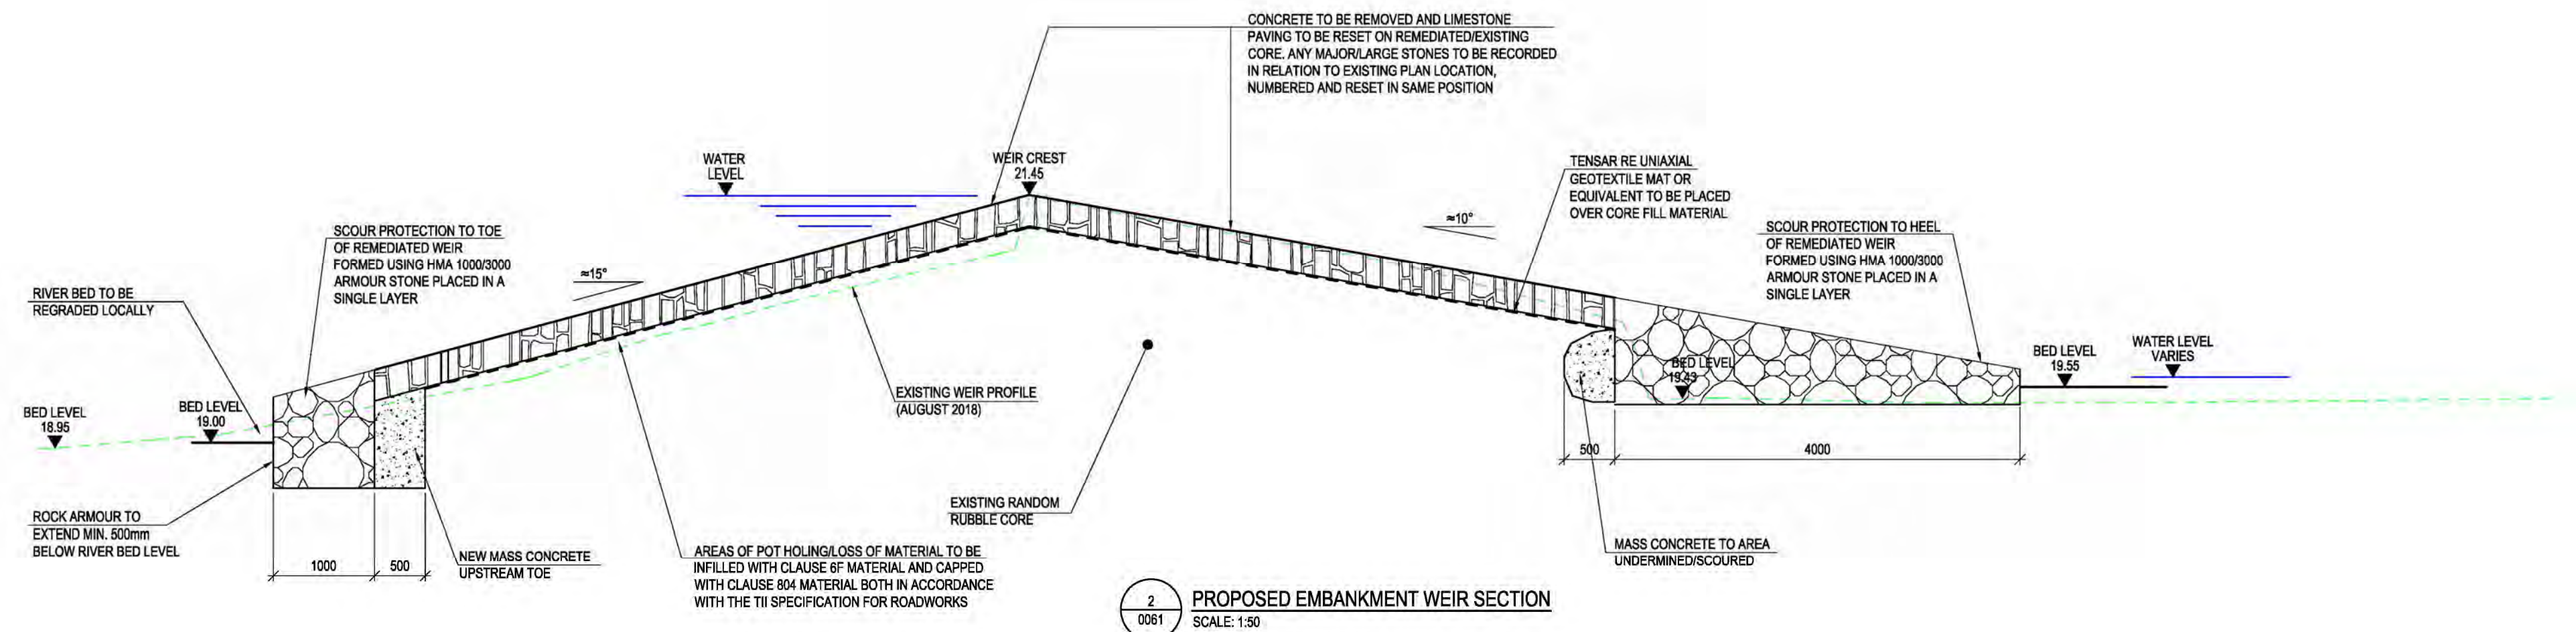 CONCRETE TO BE REMOVED AND LIMESTONE
PAVING TO BE RESET ON REMEDIATED/EXISTING
CORE. ANY MAJOR/LARGE STONES TO BE RECORDED
IN RELATION TO EXISTING PLAN LOCATION,
NUMBERED AND RESET IN SAME POSITION
WATER
LEVEL
WEIR CREST
21.45
TENSAR RE UNIAXIAL
GEOTEXTILE MAT OR
EQUIVALENT TO BE PLACED
OVER CORE FILL MATERIAL
≈10°
SCOUR PROTECTION TO TOE
OF REMEDIATED WEIR
FORMED USING HMA 1000/3000
ARMOUR STONE PLACED IN A
SINGLE LAYER
≈15°
SCOUR PROTECTION TO HEEL
OF REMEDIATED WEIR
FORMED USING HMA 1000/3000
ARMOUR STONE PLACED IN A
SINGLE LAYER
RIVER BED TO BE
REGRADED LOCALLY
BED LEVEL
18.95
BED LEVEL
19.00
EXISTING WEIR PROFILE
(AUGUST 2018)
BED LEVEL
19.43
BED LEVEL
19.55
WATER LEVEL
VARIES
500
4000
ROCK ARMOUR TO
EXTEND MIN. 500mm
BELOW RIVER BED LEVEL
1000
500
NEW MASS CONCRETE
UPSTREAM TOE
AREAS OF POT HOLING/LOSS OF MATERIAL TO BE
INFILLED WITH CLAUSE 6F MATERIAL AND CAPPED
WITH CLAUSE 804 MATERIAL BOTH IN ACCORDANCE
WITH THE TII SPECIFICATION FOR ROADWORKS
EXISTING RANDOM
RUBBLE CORE
MASS CONCRETE TO AREA
UNDERMINED/SCOURED
2
0061
PROPOSED EMBANKMENT WEIR SECTION
SCALE: 1:50